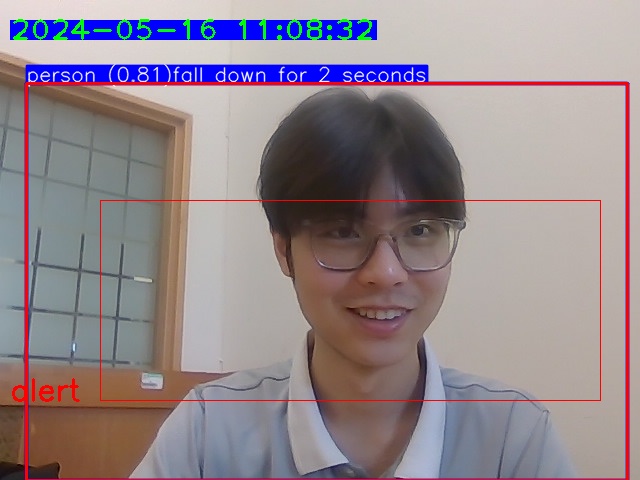 2024-05-16 11:08:32
person (0.81)fall down for 2 seconds
alert